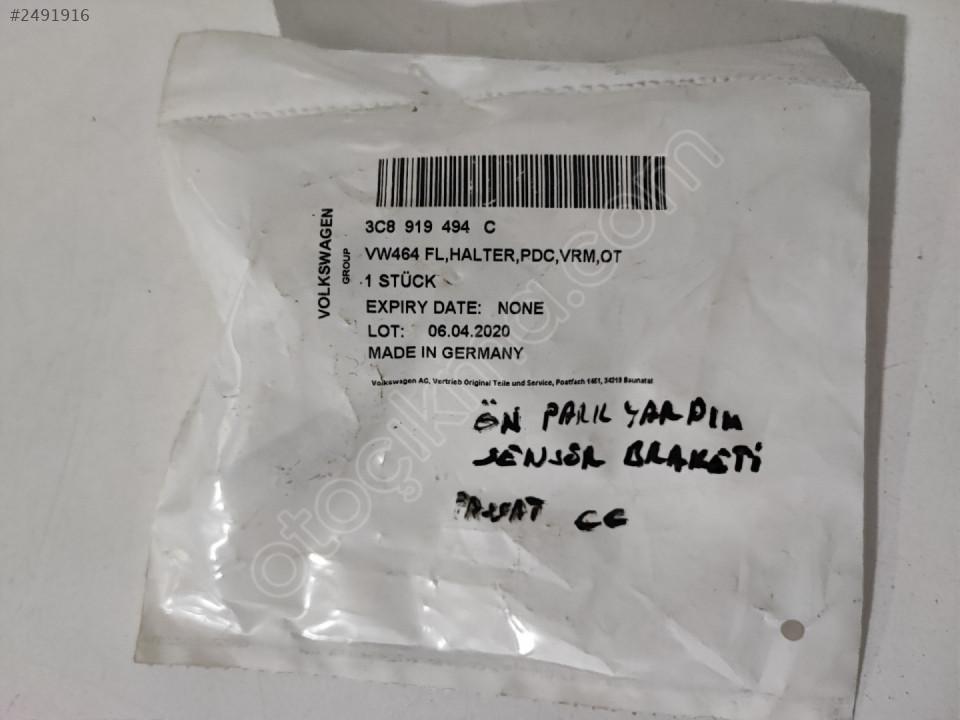 #2491916
VOLKSWAGEN
GROUP
3C8 919 494 C
VW464 FL,HALTER,PDC,VRM,OT
1 STÜCK
EXPIRY DATE: NONE
LOT: 06.04.2020
MADE IN GERMANY
Volkswagen AG, Vertrieb Original Teile und Service, Postfach 1451, 34219 Baunatal
ÖN PARK YARDIM
SENSÖR BRAKETİ
PASSAT CC
otoçıkma.com